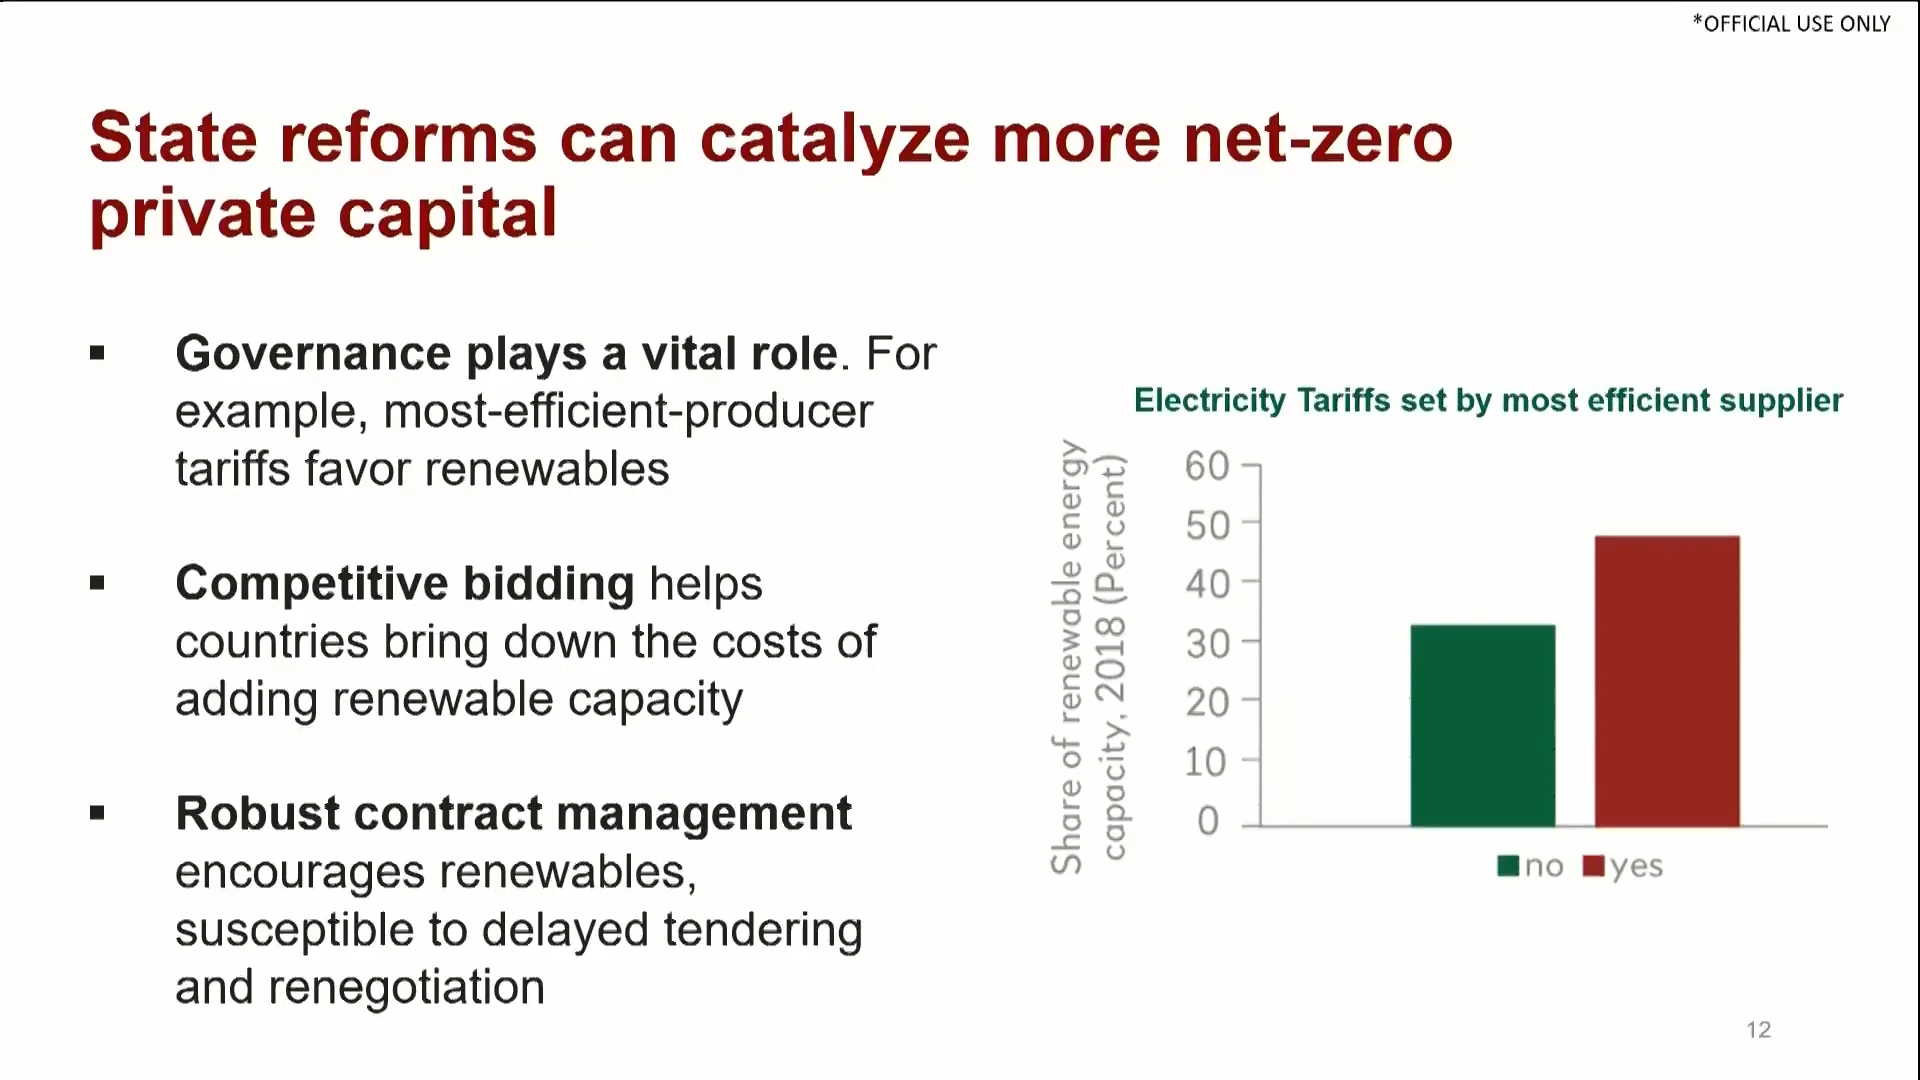 *OFFICIAL USE ONLY
State reforms can catalyze more net-zero
private capital
▪ Governance plays a vital role. For
example, most-efficient-producer
tariffs favor renewables
▪ Competitive bidding helps
countries bring down the costs of
adding renewable capacity
▪ Robust contract management
encourages renewables,
susceptible to delayed tendering
and renegotiation
Electricity Tariffs set by most efficient supplier
Share of renewable energy
capacity, 2018 (Percent)
60
50
40
30
20
10
0
no yes
12